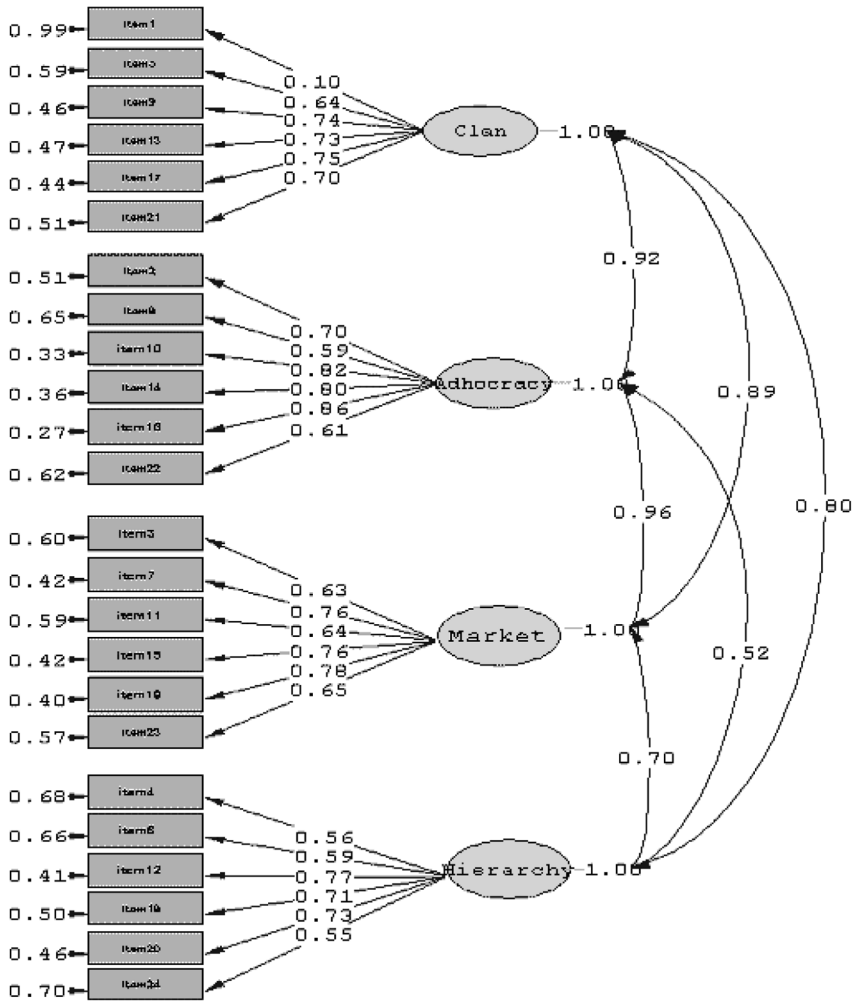 0.99 item1
0.59
0.46 item9
0.47 item13
0.44 item17
0.51 item21
0.10
0.64
0.74
0.73
0.75
0.70
Clan 1.00
0.51 item2
0.65
0.33 item10
0.36 item14
0.27
0.62 item22
0.70
0.59
0.82
0.80
0.86
0.61
Adhocracy 1.00
0.60 item3
0.42 item7
0.59 item11
0.42 item15
0.40 item19
0.57 item23
0.63
0.76
0.64
0.76
0.78
0.65
Market 1.00
0.68 item4
0.66
0.41 item12
0.50
0.46 item20
0.70 item24
0.56
0.59
0.77
0.71
0.73
0.55
Hierarchy 1.00
0.92
0.89
0.80
0.96
0.52
0.70